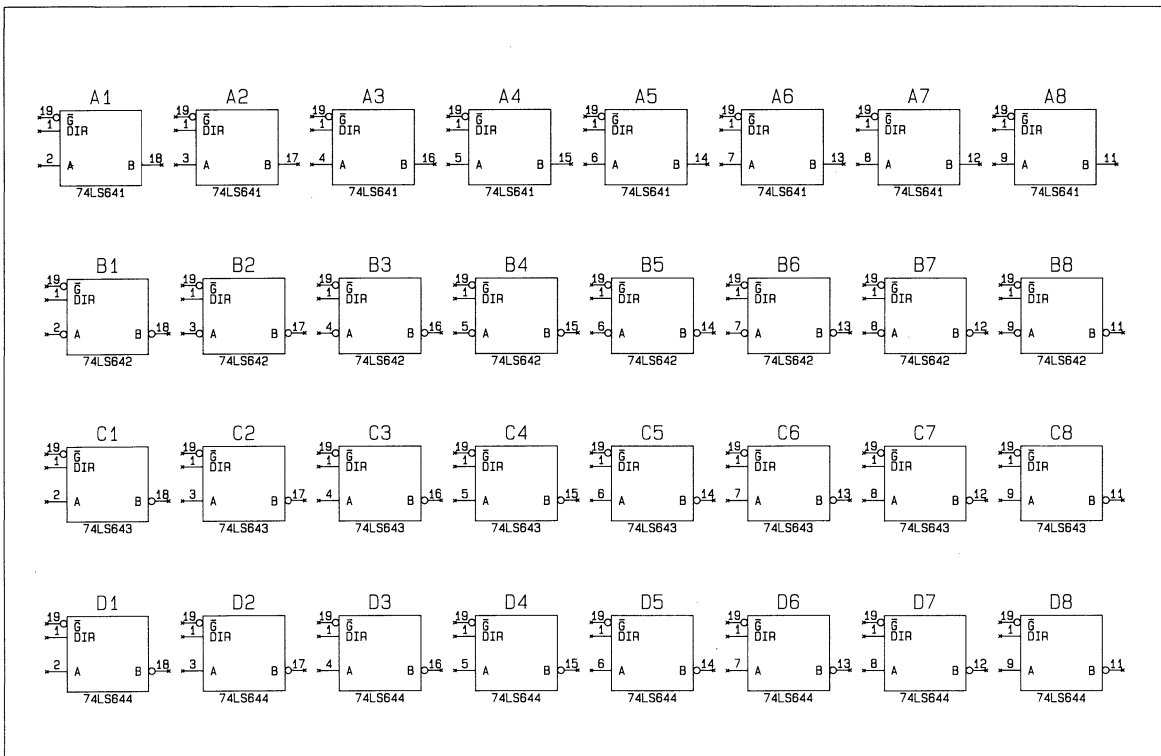 A1 A2 A3 A4 A5 A6 A7 A8
19 19 19 19 19 19 19 19
G̅ G̅ G̅ G̅ G̅ G̅ G̅ G̅
1 DIR 1 DIR 1 DIR 1 DIR 1 DIR 1 DIR 1 DIR 1 DIR
2 A B 18 3 A B 17 4 A B 16 5 A B 15 6 A B 14 7 A B 13 8 A B 12 9 A B 11
74LS641 74LS641 74LS641 74LS641 74LS641 74LS641 74LS641 74LS641
B1 B2 B3 B4 B5 B6 B7 B8
19 19 19 19 19 19 19 19
G̅ G̅ G̅ G̅ G̅ G̅ G̅ G̅
1 DIR 1 DIR 1 DIR 1 DIR 1 DIR 1 DIR 1 DIR 1 DIR
2 A B 18 3 A B 17 4 A B 16 5 A B 15 6 A B 14 7 A B 13 8 A B 12 9 A B 11
74LS642 74LS642 74LS642 74LS642 74LS642 74LS642 74LS642 74LS642
C1 C2 C3 C4 C5 C6 C7 C8
19 19 19 19 19 19 19 19
G̅ G̅ G̅ G̅ G̅ G̅ G̅ G̅
1 DIR 1 DIR 1 DIR 1 DIR 1 DIR 1 DIR 1 DIR 1 DIR
2 A B 18 3 A B 17 4 A B 16 5 A B 15 6 A B 14 7 A B 13 8 A B 12 9 A B 11
74LS643 74LS643 74LS643 74LS643 74LS643 74LS643 74LS643 74LS643
D1 D2 D3 D4 D5 D6 D7 D8
19 19 19 19 19 19 19 19
G̅ G̅ G̅ G̅ G̅ G̅ G̅ G̅
1 DIR 1 DIR 1 DIR 1 DIR 1 DIR 1 DIR 1 DIR 1 DIR
2 A B 18 3 A B 17 4 A B 16 5 A B 15 6 A B 14 7 A B 13 8 A B 12 9 A B 11
74LS644 74LS644 74LS644 74LS644 74LS644 74LS644 74LS644 74LS644